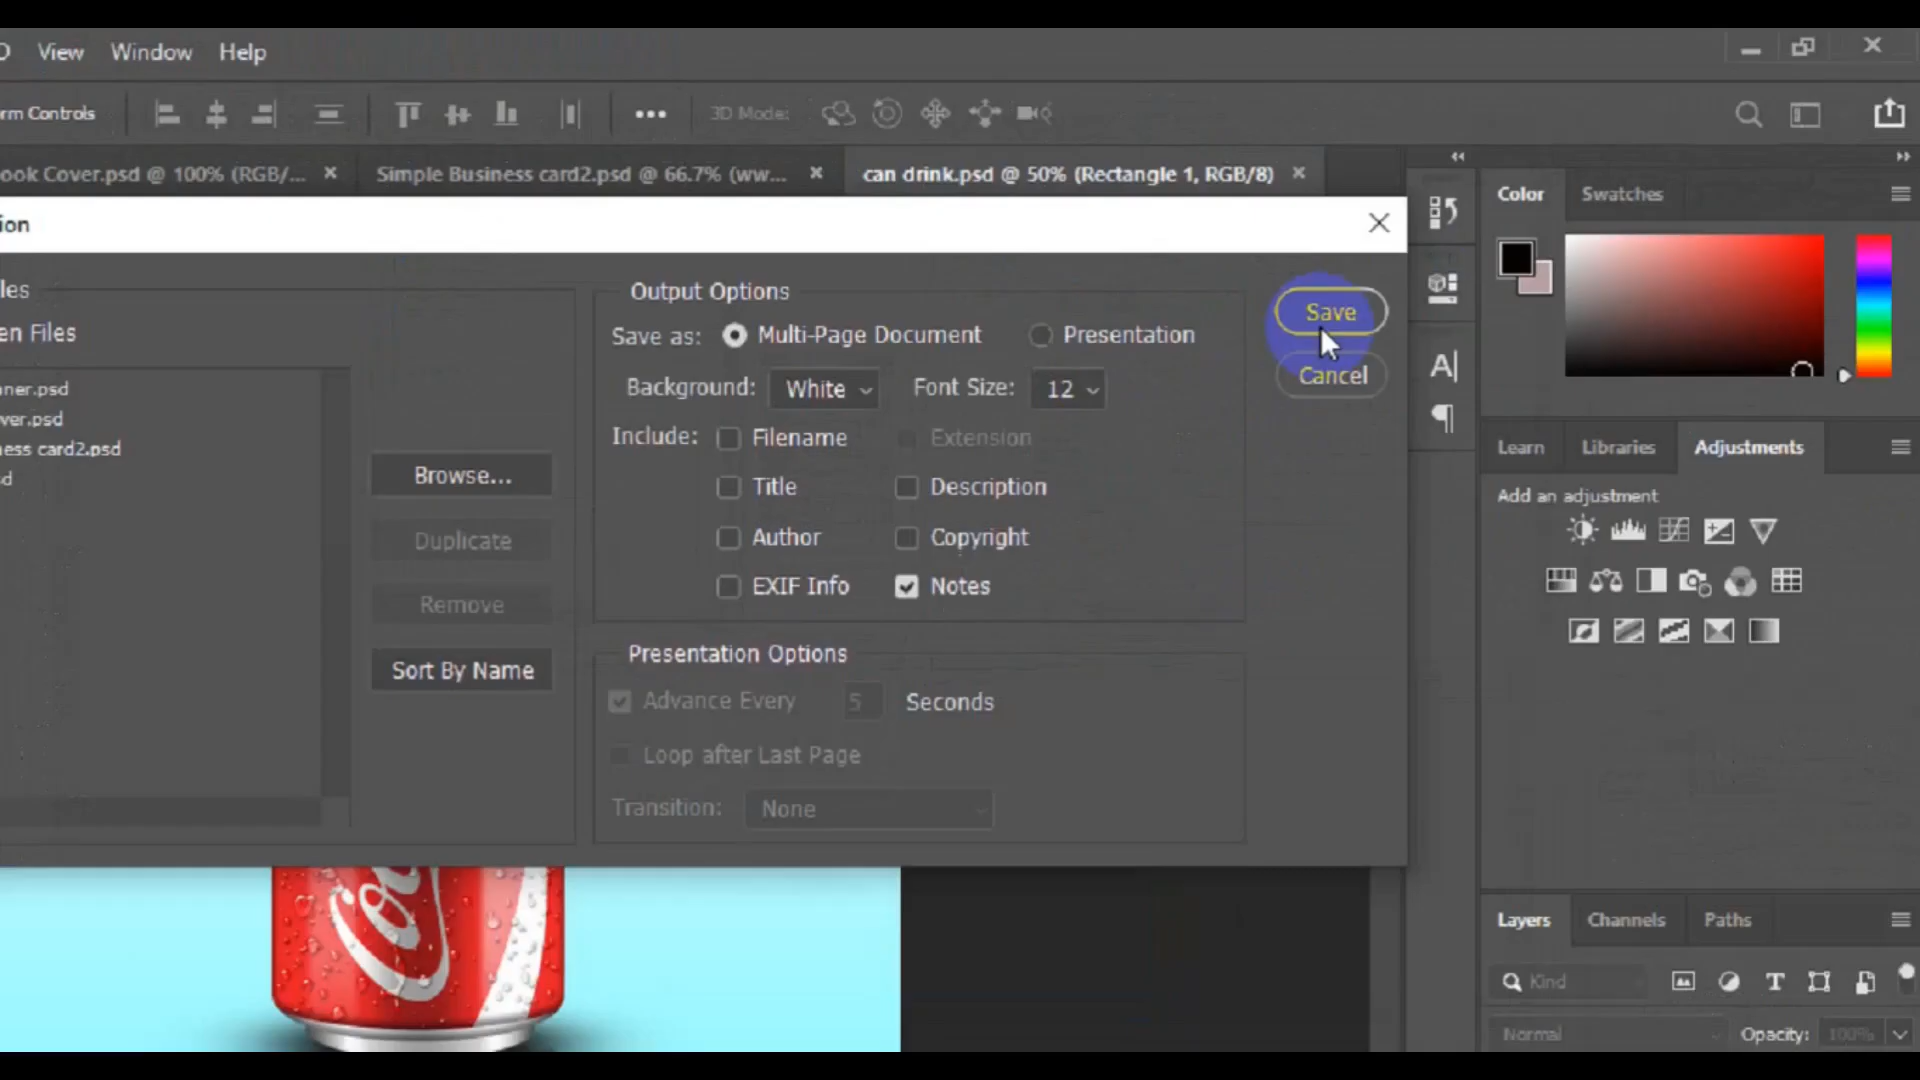 View Window Help
rm Controls
3D Mode:
ook Cover.psd @ 100% (RGB/... × Simple Business card2.psd @ 66.7% (ww... × can drink.psd @ 50% (Rectangle 1, RGB/8) ×
Color Swatches
ion
les
en Files
ner.psd
ver.psd
ess card2.psd
d
Browse...
Duplicate
Remove
Sort By Name
Output Options
Save as: Multi-Page Document Presentation
Background: White Font Size: 12
Include: Filename Extension
Title Description
Author Copyright
EXIF Info Notes
Presentation Options
Advance Every 5 Seconds
Loop after Last Page
Transition: None
Save
Cancel
Learn Libraries Adjustments
Add an adjustment
Layers Channels Paths
Kind
Normal Opacity: 100%